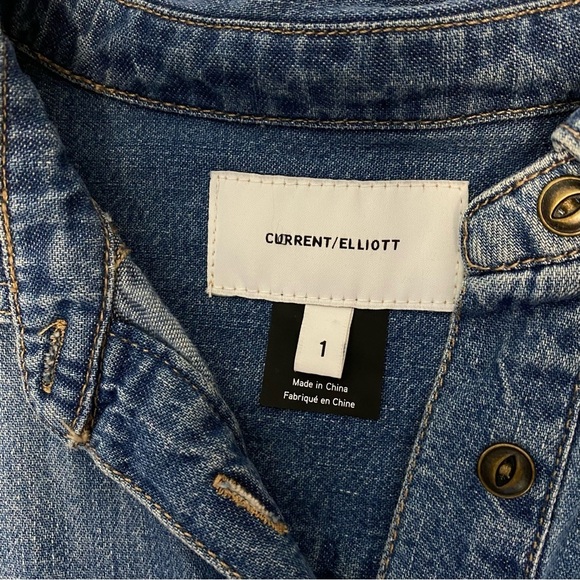 CURRENT/ELLIOTT
1
Made in China
Fabriqué en Chine